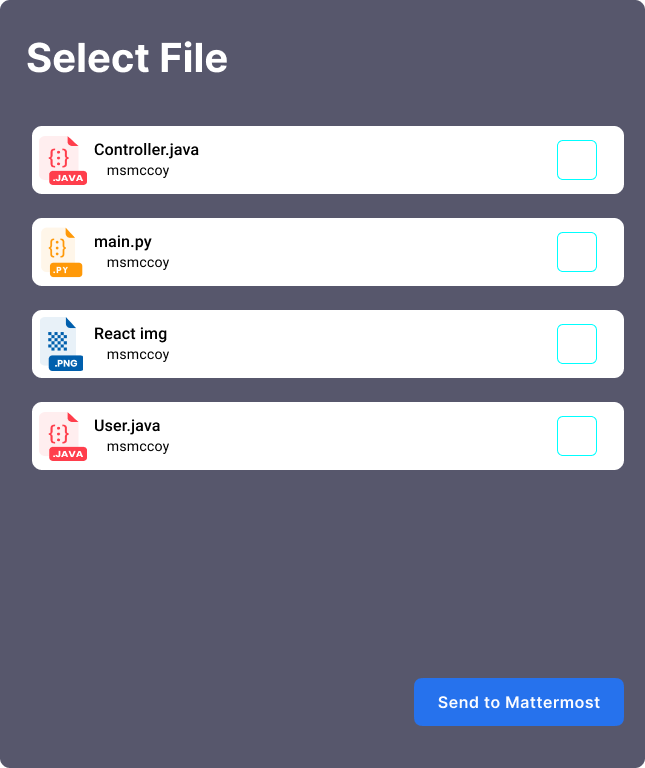 Select File
Controller.java
msmccoy
.JAVA
main.py
msmccoy
.PY
React img
msmccoy
.PNG
User.java
msmccoy
.JAVA
Send to Mattermost